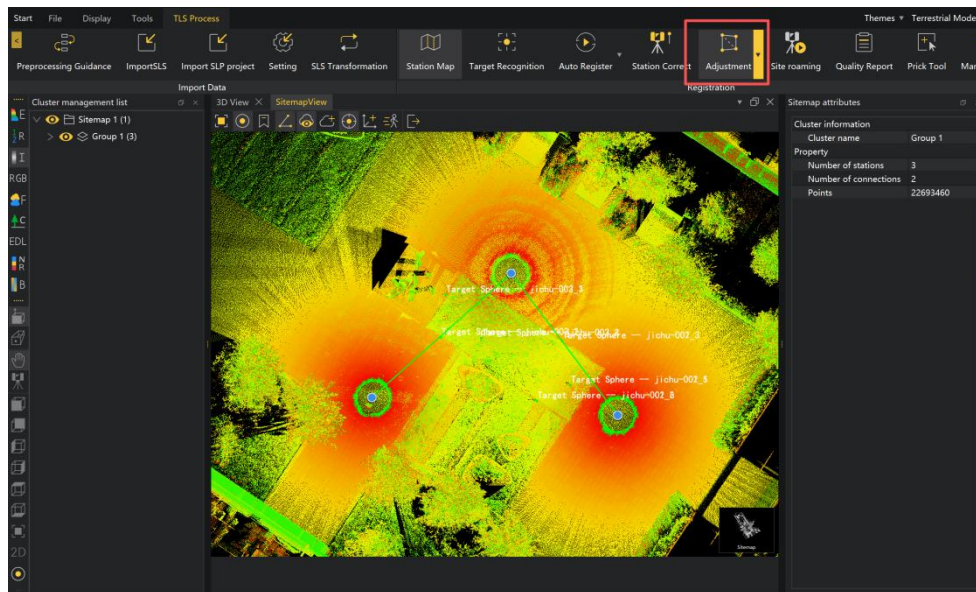 Start File Display Tools TLS Process Themes Terrestrial Mode
Preprocessing Guidance ImportSLS Import SLP project Setting SLS Transformation Station Map Target Recognition Auto Register Station Correct Adjustment Site roaming Quality Report Prick Tool Mar
Import Data Registration
Cluster management list 3D View SitemapView Sitemap attributes
Sitemap 1 (1)
Group 1 (3)
Cluster information
Cluster name Group 1
Property
Number of stations 3
Number of connections 2
Points 22693460
E
R
I
RGB
F
C
EDL
N R
B
2D
Target Sphere -- jichu-002_3
Target Sphere -- jichu-002_3
Target Sphere -- jichu-002_5
Target Sphere -- jichu-002_8
Sitemap